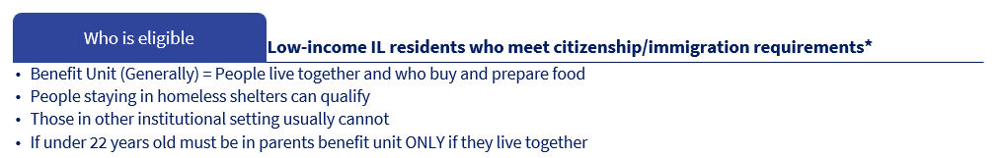 Who is eligible
Low-income IL residents who meet citizenship/immigration requirements*
• Benefit Unit (Generally) = People live together and who buy and prepare food
• People staying in homeless shelters can qualify
• Those in other institutional setting usually cannot
• If under 22 years old must be in parents benefit unit ONLY if they live together